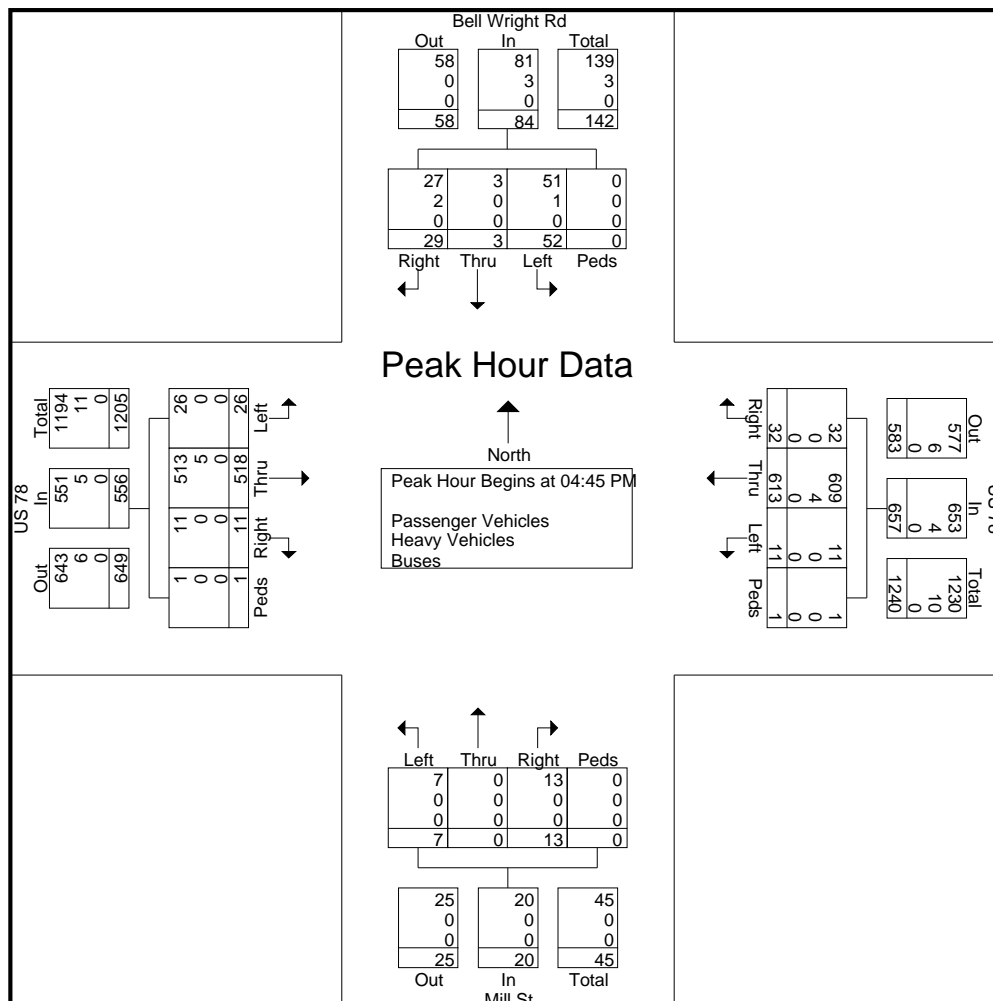 Bell Wright Rd
Out In Total
58 81 139
0 3 3
0 0 0
58 84 142
27 3 51 0
2 0 1 0
0 0 0 0
29 3 52 0
Right Thru Left Peds
Peak Hour Data
North
Peak Hour Begins at 04:45 PM
Passenger Vehicles
Heavy Vehicles
Buses
US 78
Total In Out
1194 551 643
11 5 6
0 0 0
1205 556 649
26 513 11 1
0 5 0 0
0 0 0 0
26 518 11 1
Left Thru Right Peds
Out In Total
577 653 1230
6 4 10
0 0 0
583 657 1240
32 609 11 1
0 4 0 0
0 0 0 0
32 613 11 1
Right Thru Left Peds
Left Thru Right Peds
7 0 13 0
0 0 0 0
0 0 0 0
7 0 13 0
25 20 45
0 0 0
0 0 0
25 20 45
Out In Total
Mill St